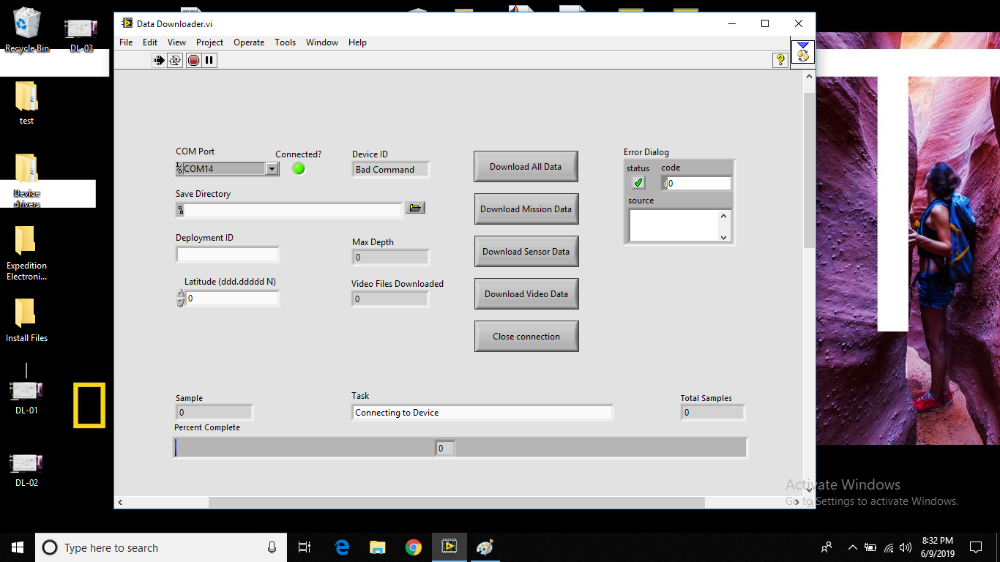 Data Downloader.vi
File Edit View Project Operate Tools Window Help
Recycle Bin
DL-03
test
Device drivers
Expedition Electroni...
Install Files
DL-01
DL-02
COM Port
Connected?
COM14
Device ID
Bad Command
Save Directory
Deployment ID
Latitude (ddd.ddddd N)
0
Max Depth
0
Video Files Downloaded
0
Download All Data
Download Mission Data
Download Sensor Data
Download Video Data
Close connection
Error Dialog
status
code
0
source
Sample
0
Task
Connecting to Device
Total Samples
0
Percent Complete
0
Activate Windows
Go to Settings to activate Windows.
Type here to search
8:32 PM
6/9/2019